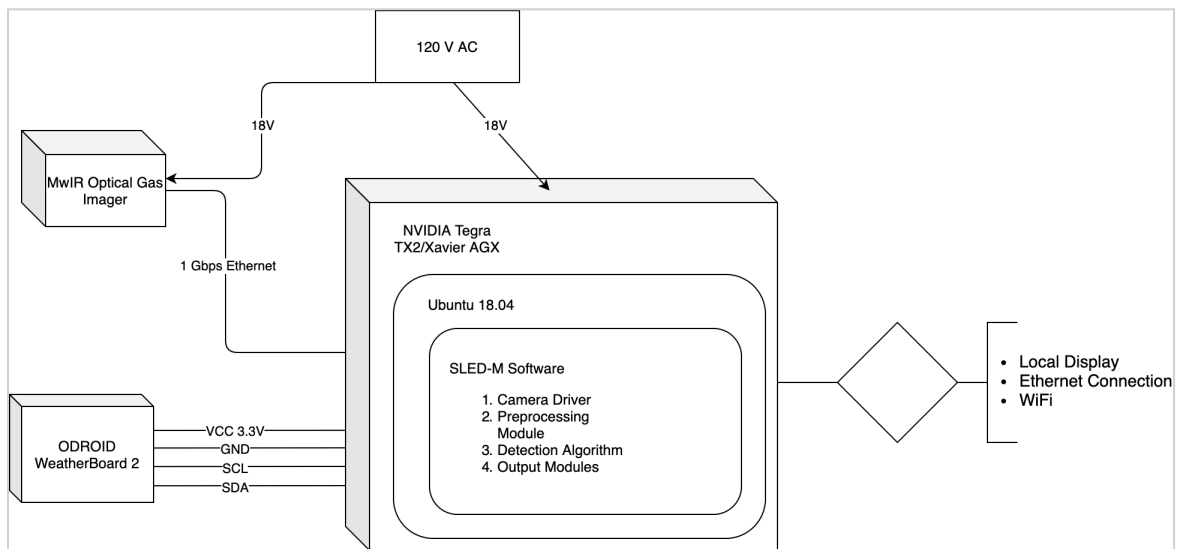 120 V AC
18V
18V
MwIR Optical Gas
Imager
1 Gbps Ethernet
NVIDIA Tegra
TX2/Xavier AGX
Ubuntu 18.04
SLED-M Software
1. Camera Driver
2. Preprocessing
Module
3. Detection Algorithm
4. Output Modules
• Local Display
• Ethernet Connection
• WiFi
ODROID
WeatherBoard 2
VCC 3.3V
GND
SCL
SDA